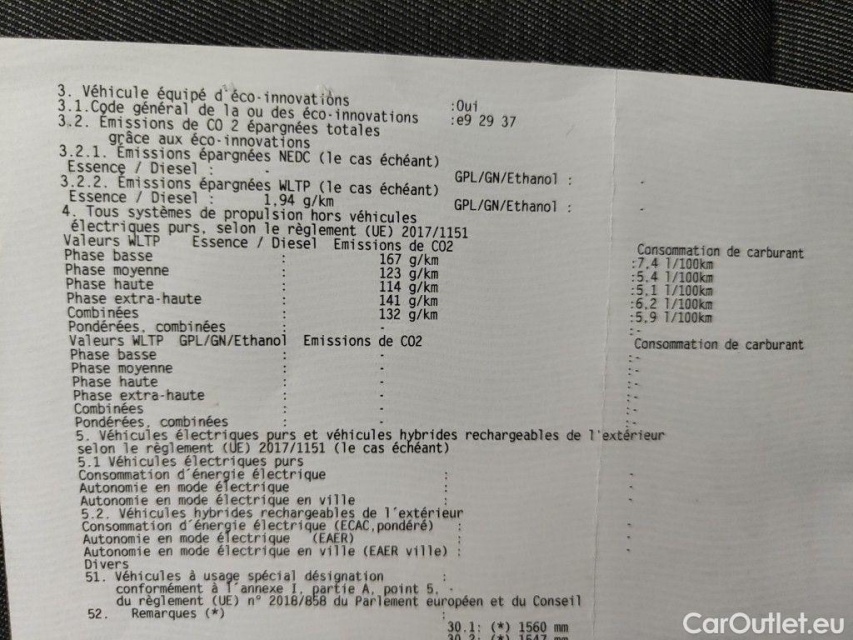 3. Véhicule équipé d'éco-innovations :Oui
3.1.Code général de la ou des éco-innovations :e9 29 37
3.2. Émissions de CO 2 épargnées totales
grâce aux éco-innovations
3.2.1. Émissions épargnées NEDC (le cas échéant)
Essence / Diesel : - GPL/GN/Ethanol : -
3.2.2. Émissions épargnées WLTP (le cas échéant)
Essence / Diesel : 1,94 g/km GPL/GN/Ethanol : -
4. Tous systèmes de propulsion hors véhicules
électriques purs, selon le règlement (UE) 2017/1151
Valeurs WLTP Essence / Diesel Emissions de CO2 Consommation de carburant
Phase basse : 167 g/km :7,4 l/100km
Phase moyenne : 123 g/km :5,4 l/100km
Phase haute : 114 g/km :5,1 l/100km
Phase extra-haute : 141 g/km :6,2 l/100km
Combinées : 132 g/km :5,9 l/100km
Pondérées, combinées : - :-
Valeurs WLTP GPL/GN/Ethanol Emissions de CO2 Consommation de carburant
Phase basse : - :-
Phase moyenne : - :-
Phase haute : - :-
Phase extra-haute : - :-
Combinées : - :-
Pondérées, combinées : - :-
5. Véhicules électriques purs et véhicules hybrides rechargeables de l'extérieur
selon le règlement (UE) 2017/1151 (le cas échéant)
5.1 Véhicules électriques purs
Consommation d'énergie électrique : -
Autonomie en mode électrique : -
Autonomie en mode électrique en ville : -
5.2. Véhicules hybrides rechargeables de l'extérieur
Consommation d'énergie électrique (ECAC,pondéré) : -
Autonomie en mode électrique (EAER) : -
Autonomie en mode électrique en ville (EAER ville) : -
Divers
51. Véhicules à usage spécial désignation :
conformément à l'annexe I, partie A, point 5, -
du règlement (UE) n° 2018/858 du Parlement européen et du Conseil
52. Remarques (*) :
30.1: (*) 1560 mm
30.2: (*) 1547 mm
CarOutlet.eu